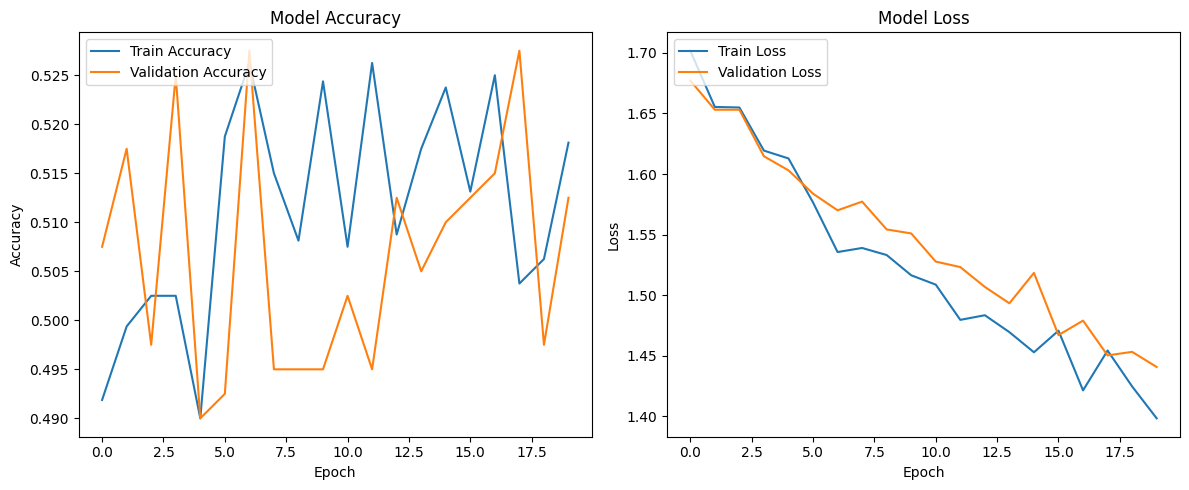 Model Accuracy
Train Accuracy
Validation Accuracy
0.525
0.520
0.515
0.510
0.505
0.500
0.495
0.490
Accuracy
0.0 2.5 5.0 7.5 10.0 12.5 15.0 17.5
Epoch
Model Loss
Train Loss
Validation Loss
1.70
1.65
1.60
1.55
1.50
1.45
1.40
Loss
0.0 2.5 5.0 7.5 10.0 12.5 15.0 17.5
Epoch